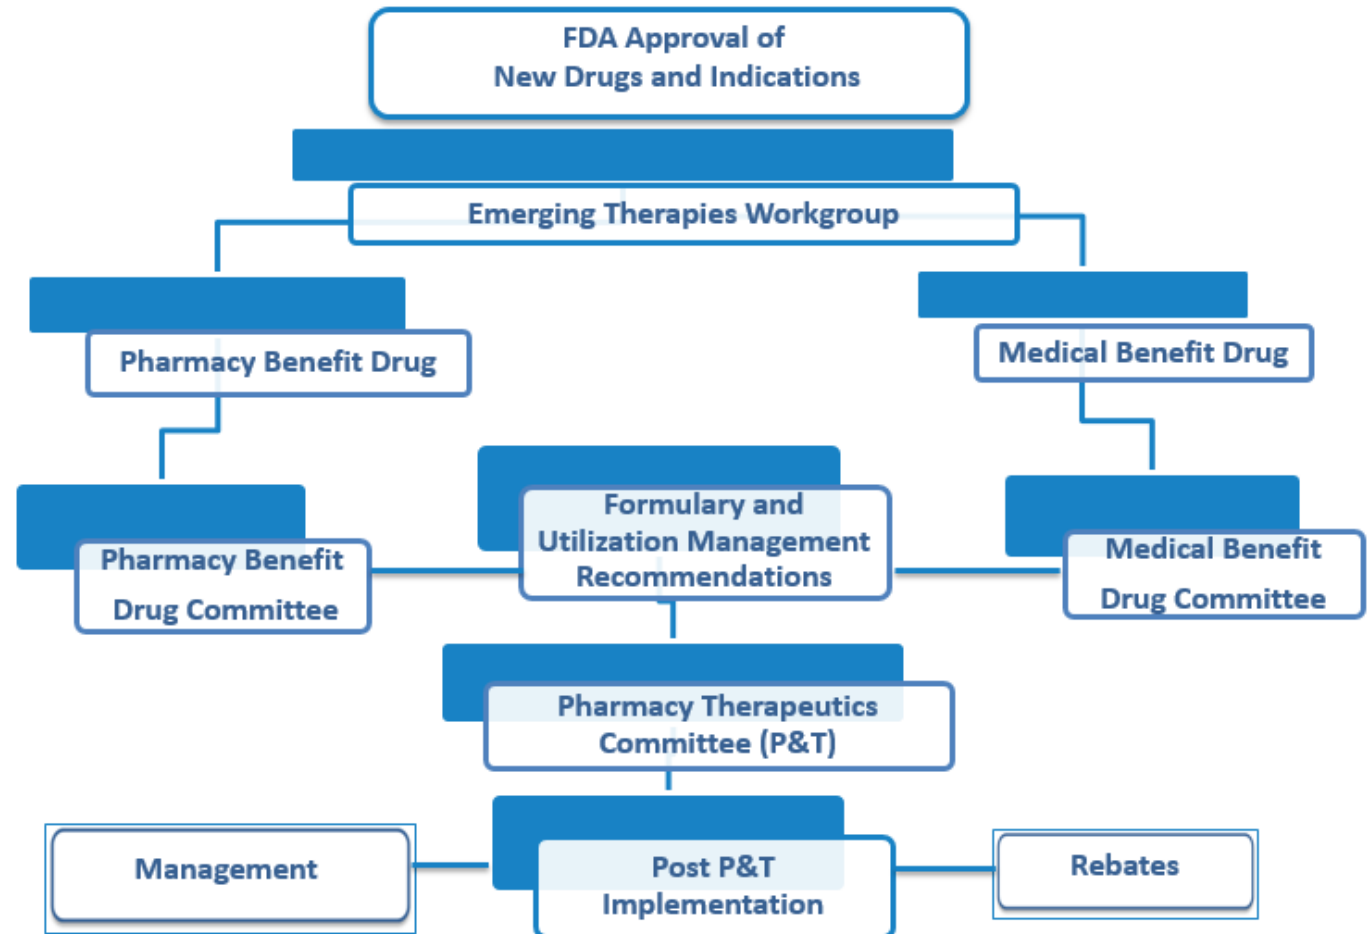 FDA Approval of
New Drugs and Indications
Emerging Therapies Workgroup
Pharmacy Benefit Drug
Medical Benefit Drug
Pharmacy Benefit
Drug Committee
Formulary and
Utilization Management
Recommendations
Medical Benefit
Drug Committee
Pharmacy Therapeutics
Committee (P&T)
Management
Post P&T
Implementation
Rebates